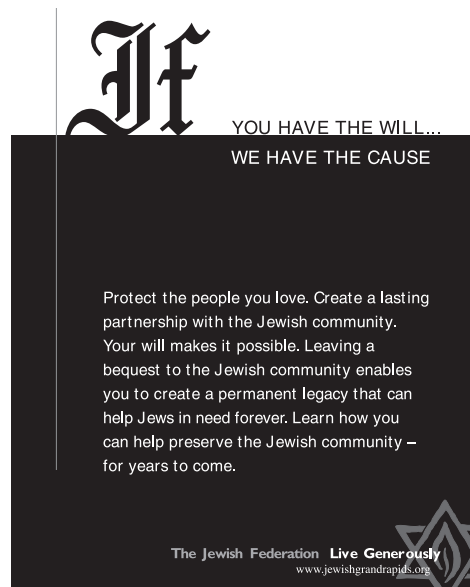 If
YOU HAVE THE WILL...
WE HAVE THE CAUSE
Protect the people you love. Create a lasting
partnership with the Jewish community.
Your will makes it possible. Leaving a
bequest to the Jewish community enables
you to create a permanent legacy that can
help Jews in need forever. Learn how you
can help preserve the Jewish community –
for years to come.
The Jewish Federation Live Generously
www.jewishgrandrapids.org